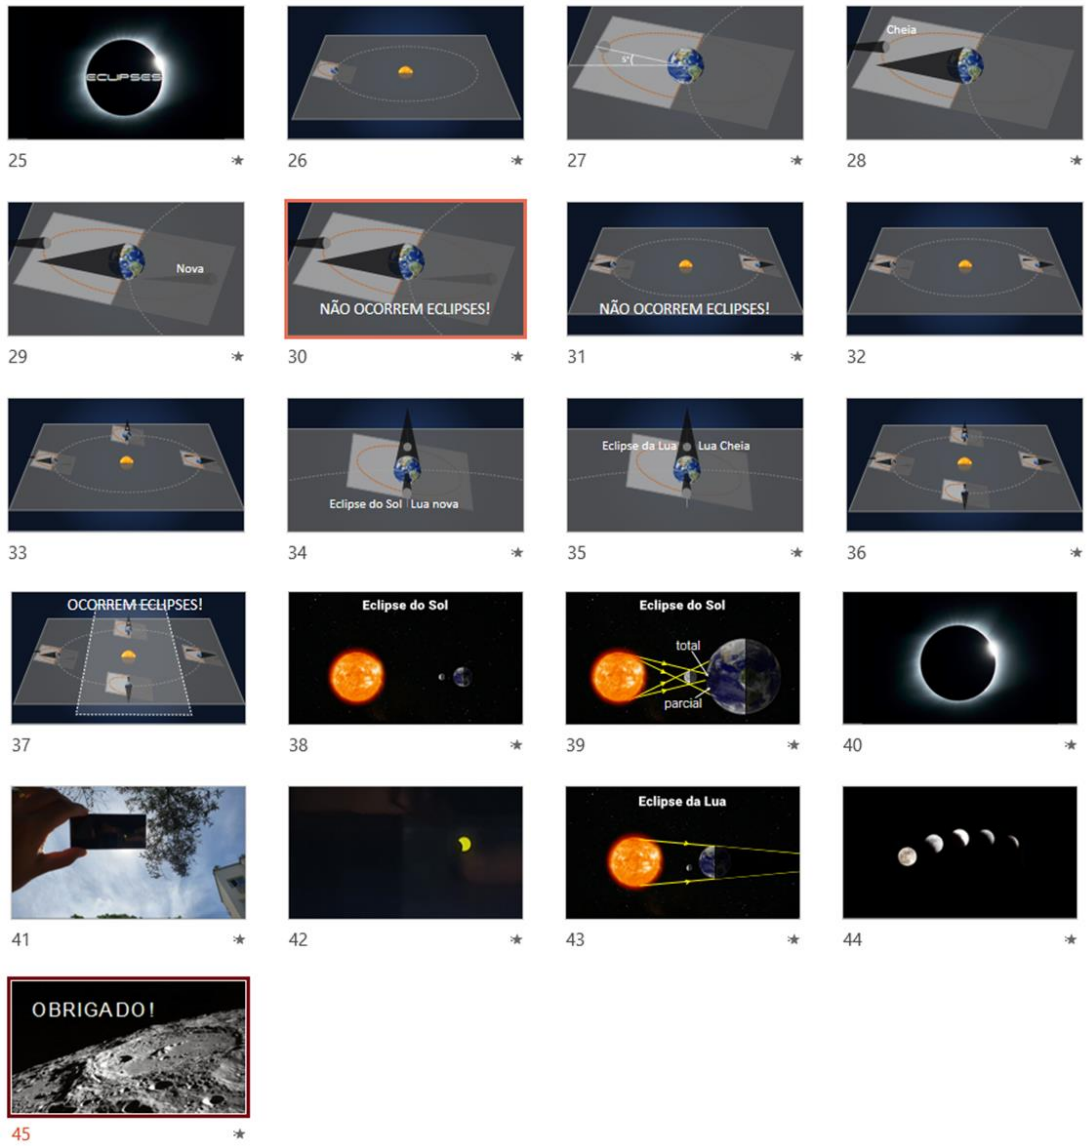 ECLIPSES
25
26
5°
27
Cheia
28
Nova
29
NÃO OCORREM ECLIPSES!
30
NÃO OCORREM ECLIPSES!
31
32
33
Eclipse do Sol Lua nova
34
Eclipse da Lua Lua Cheia
35
36
OCORREM ECLIPSES!
37
Eclipse do Sol
38
Eclipse do Sol
total
parcial
39
40
41
42
Eclipse da Lua
43
44
OBRIGADO!
45